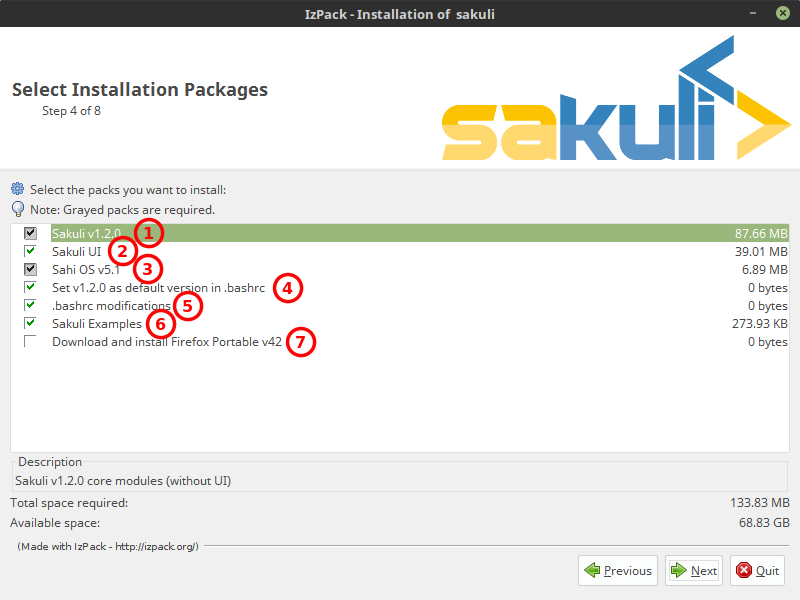 IzPack - Installation of sakuli
Select Installation Packages
Step 4 of 8
sakuli
Select the packs you want to install:
Note: Grayed packs are required.
Sakuli v1.2.0 1 87.66 MB
Sakuli UI 2 39.01 MB
Sahi OS v5.1 3 6.89 MB
Set v1.2.0 as default version in .bashrc 4 0 bytes
.bashrc modifications 5 0 bytes
Sakuli Examples 6 273.93 KB
Download and install Firefox Portable v42 7 0 bytes
Description
Sakuli v1.2.0 core modules (without UI)
Total space required: 133.83 MB
Available space: 68.83 GB
(Made with IzPack - http://izpack.org/)
Previous Next Quit